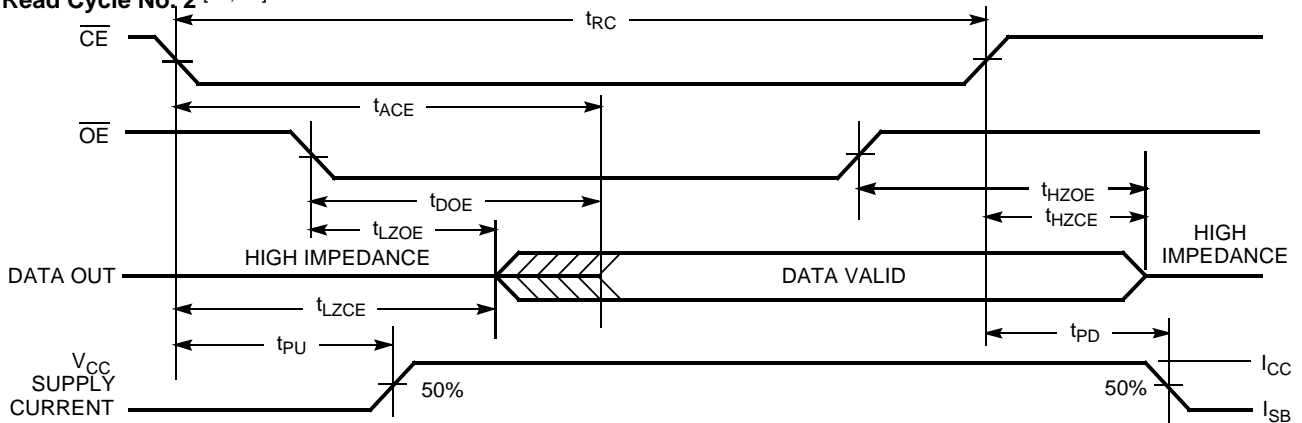 Read Cycle No. 2
tRC
CE
tACE
OE
tDOE
tHZOE
tLZOE
tHZCE
HIGH IMPEDANCE
HIGH IMPEDANCE
DATA OUT
DATA VALID
tLZCE
tPU
tPD
VCC SUPPLY CURRENT
50%
50%
ICC
ISB